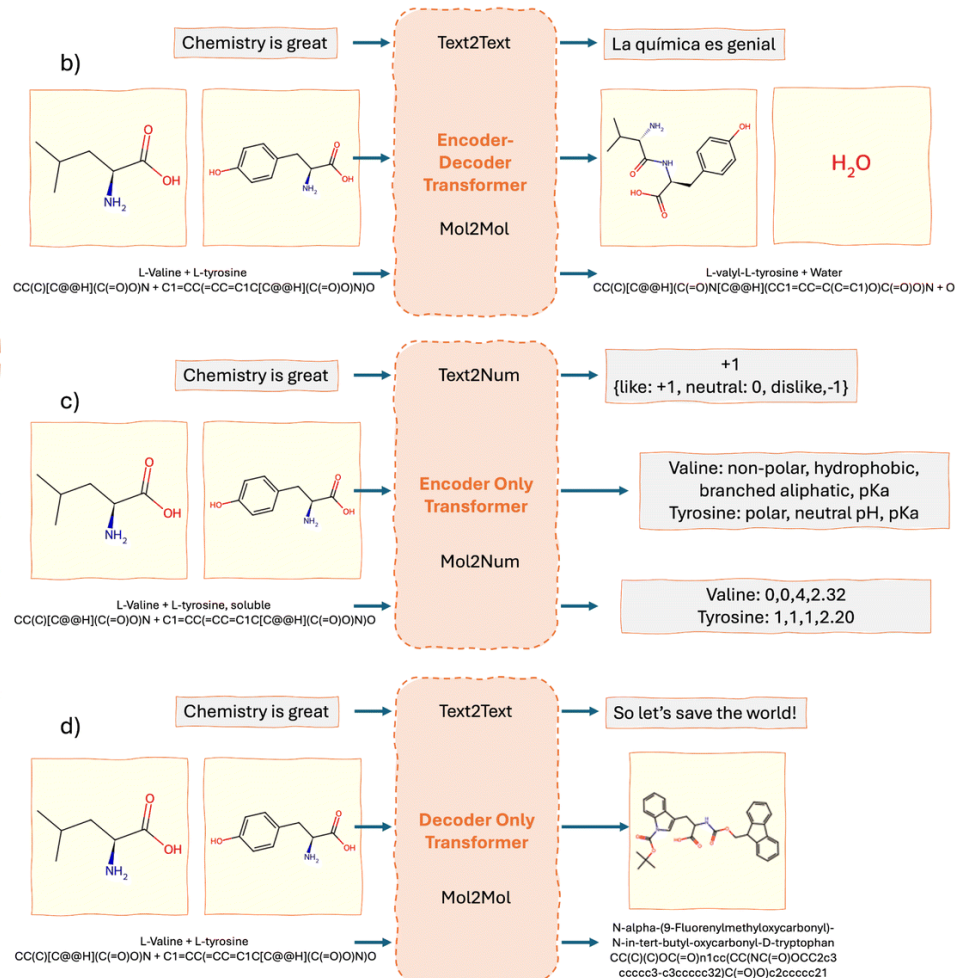 Chemistry is great
Text2Text
La química es genial
b)
O
OH
NH₂
HO
O
OH
NH₂
Encoder-
Decoder
Transformer
Mol2Mol
NH₂
O
NH
HO
O
OH
H₂O
L-Valine + L-tyrosine
CC(C)[C@@H](C(=O)O)N + C1=CC(=CC=C1C[C@@H](C(=O)O)N)O
L-valyl-L-tyrosine + Water
CC(C)[C@@H](C(=O)N[C@@H](CC1=CC=C(C=C1)O)C(=O)O)N + O
Chemistry is great
Text2Num
+1
{like: +1, neutral: 0, dislike,-1}
c)
O
OH
NH₂
HO
O
OH
NH₂
Encoder Only
Transformer
Mol2Num
Valine: non-polar, hydrophobic,
branched aliphatic, pKa
Tyrosine: polar, neutral pH, pKa
L-Valine + L-tyrosine, soluble
CC(C)[C@@H](C(=O)O)N + C1=CC(=CC=C1C[C@@H](C(=O)O)N)O
Valine: 0,0,4,2.32
Tyrosine: 1,1,1,2.20
Chemistry is great
Text2Text
So let's save the world!
d)
O
OH
NH₂
HO
O
OH
NH₂
Decoder Only
Transformer
Mol2Mol
N
O
O
HO
O
N
O
O
L-Valine + L-tyrosine
CC(C)[C@@H](C(=O)O)N + C1=CC(=CC=C1C[C@@H](C(=O)O)N)O
N-alpha-(9-Fluorenylmethyloxycarbonyl)-
N-in-tert-butyl-oxycarbonyl-D-tryptophan
CC(C)(C)OC(=O)n1cc(CC(NC(=O)OCC2c3
ccccc3-c3ccccc32)C(=O)O)c2ccccc21